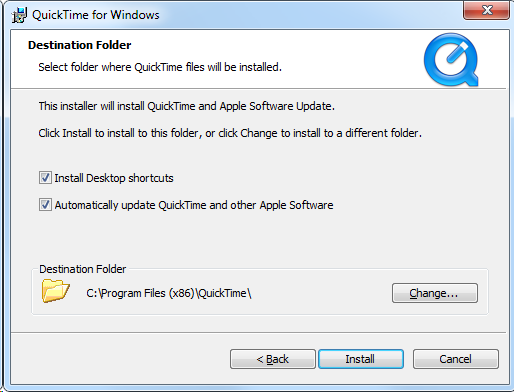 QuickTime for Windows
Destination Folder
Select folder where QuickTime files will be installed.
This installer will install QuickTime and Apple Software Update.
Click Install to install to this folder, or click Change to install to a different folder.
Install Desktop shortcuts
Automatically update QuickTime and other Apple Software
Destination Folder
C:\Program Files (x86)\QuickTime\
Change...
< Back
Install
Cancel